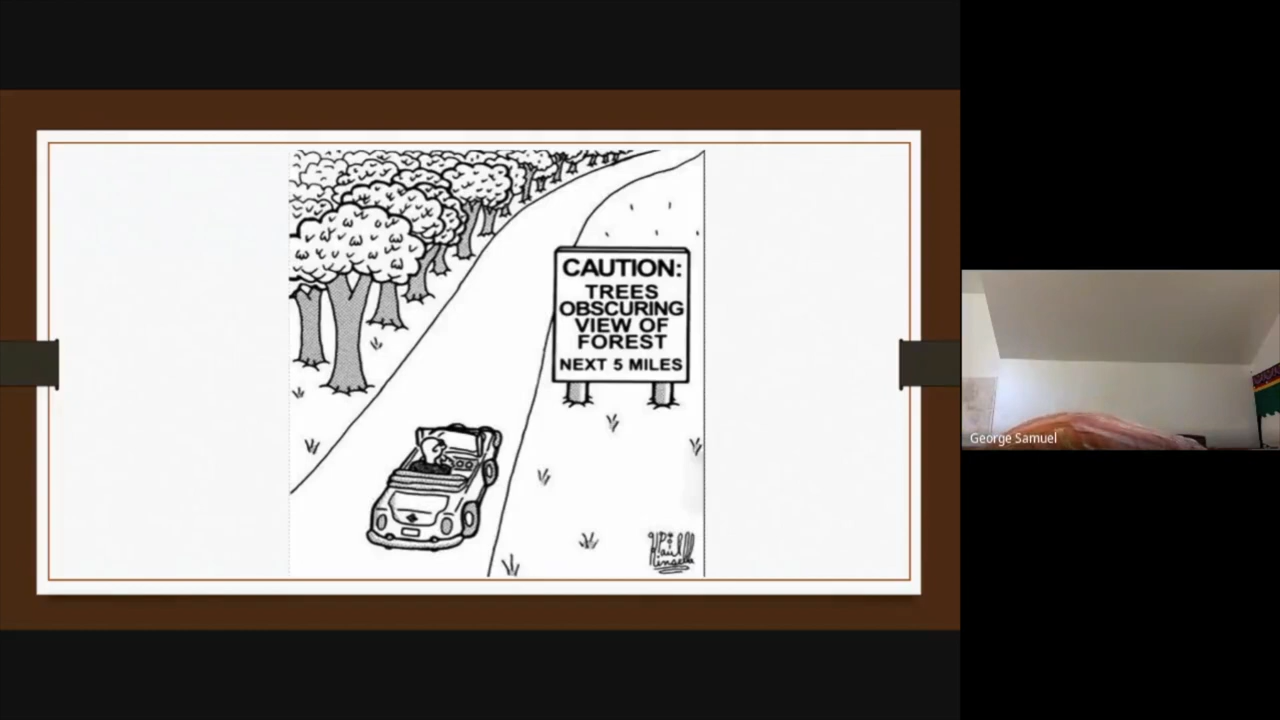 CAUTION:
TREES
OBSCURING
VIEW OF
FOREST
NEXT 5 MILES
George Samuel